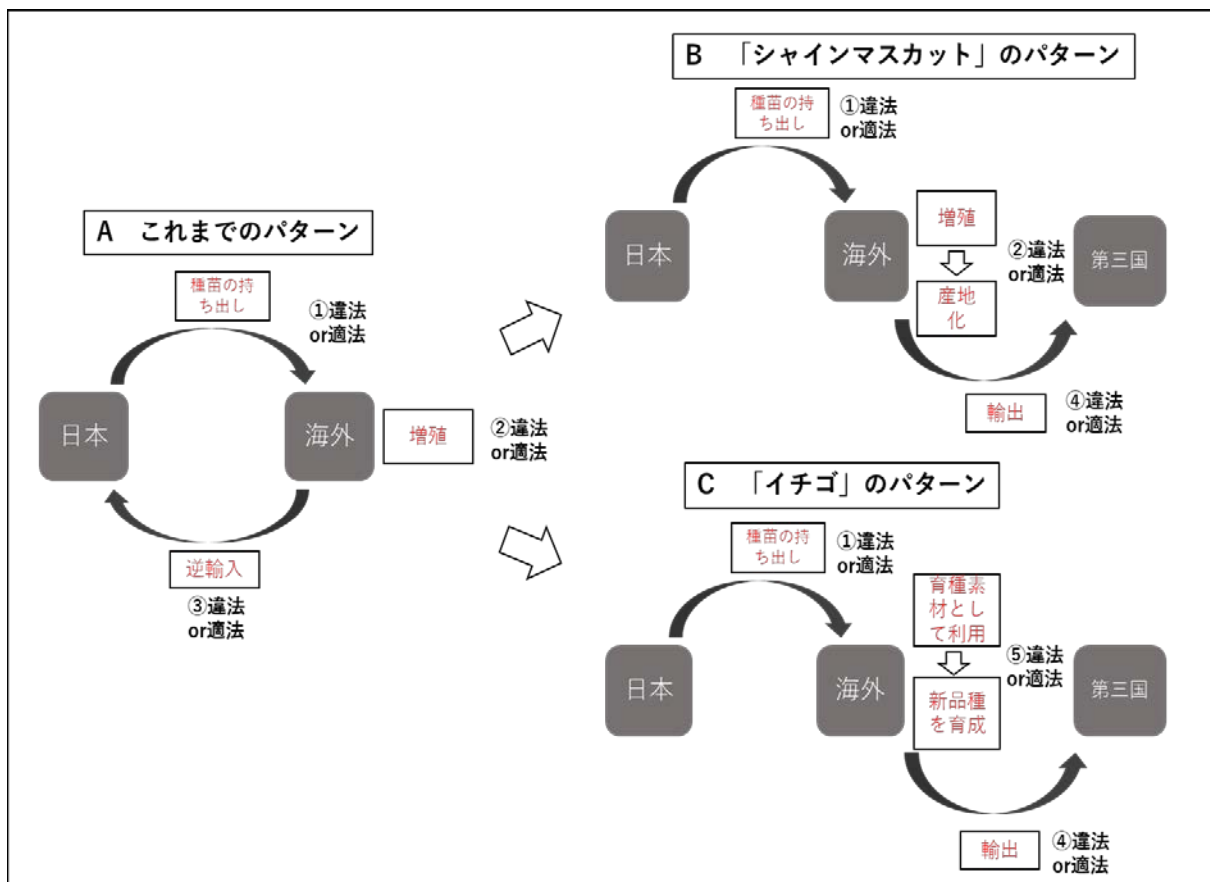 A　これまでのパターン
種苗の持
ち出し
①違法
or適法
日本
海外
増殖
②違法
or適法
逆輸入
③違法
or適法
B　「シャインマスカット」のパターン
種苗の持
ち出し
①違法
or適法
日本
海外
増殖
産地
化
②違法
or適法
第三国
輸出
④違法
or適法
C　「イチゴ」のパターン
種苗の持
ち出し
①違法
or適法
日本
海外
育種素
材とし
て利用
新品種
を育成
⑤違法
or適法
第三国
輸出
④違法
or適法